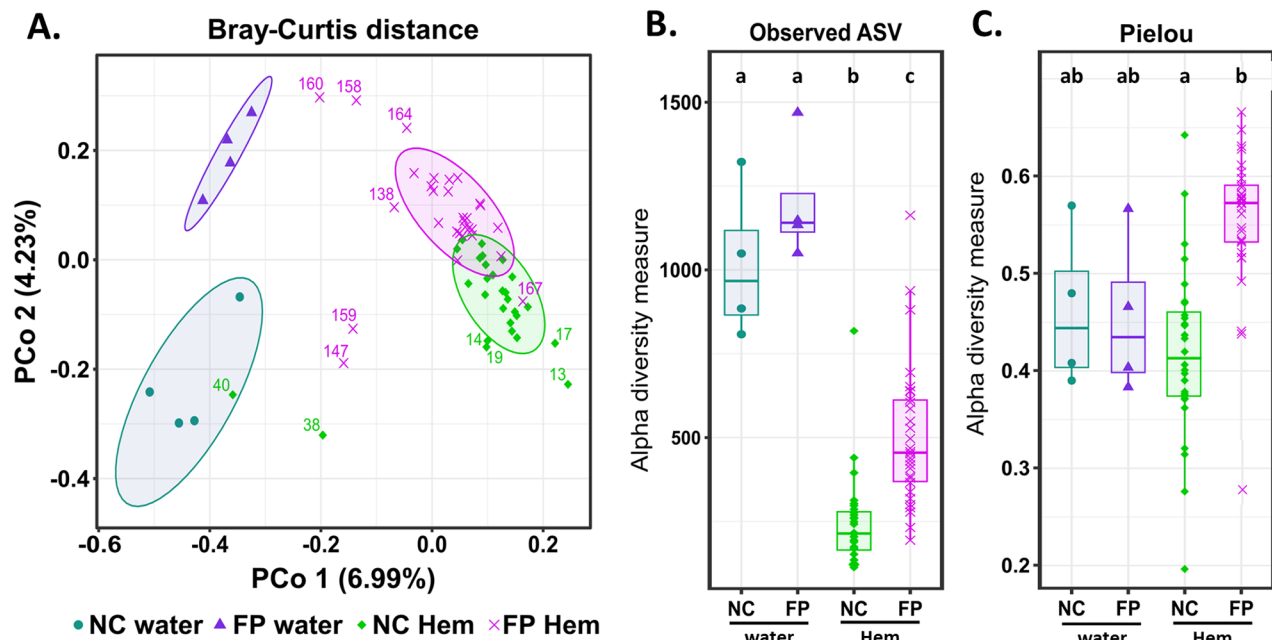 A.
Bray-Curtis distance
PCo 2 (4.23%)
0.2
0.0
-0.2
-0.4
160
158
164
138
167
159
147
14
19
17
13
40
38
-0.6
-0.4
-0.2
0.0
0.2
PCo 1 (6.99%)
NC water
FP water
NC Hem
FP Hem
B.
Observed ASV
Alpha diversity measure
a
a
b
c
1500
1000
500
NC
FP
NC
FP
water
Hem
C.
Pielou
Alpha diversity measure
ab
ab
a
b
0.6
0.5
0.4
0.3
0.2
NC
FP
NC
FP
water
Hem